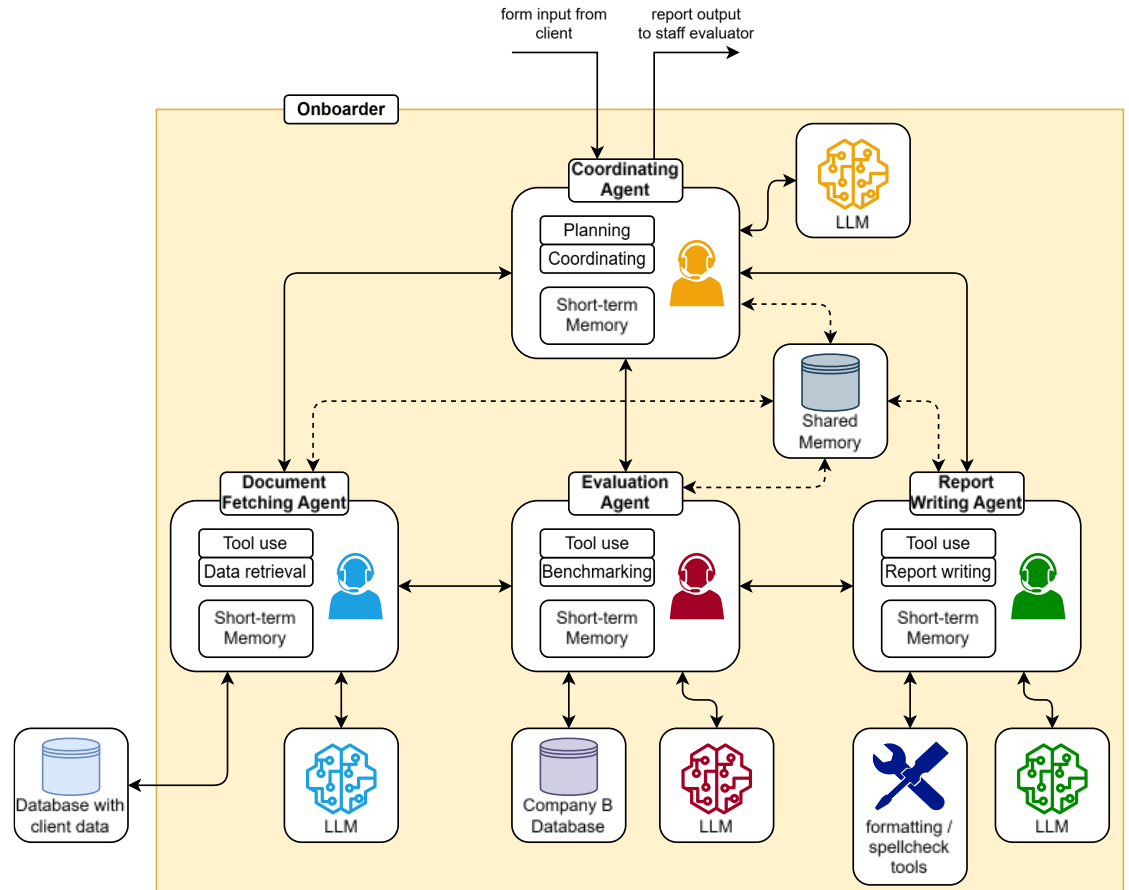 form input from
client
report output
to staff evaluator
Onboarder
Coordinating
Agent
Planning
Coordinating
Short-term
Memory
LLM
Shared
Memory
Document
Fetching Agent
Tool use
Data retrieval
Short-term
Memory
Evaluation
Agent
Tool use
Benchmarking
Short-term
Memory
Report
Writing Agent
Tool use
Report writing
Short-term
Memory
Database with
client data
LLM
Company B
Database
LLM
formatting /
spellcheck
tools
LLM